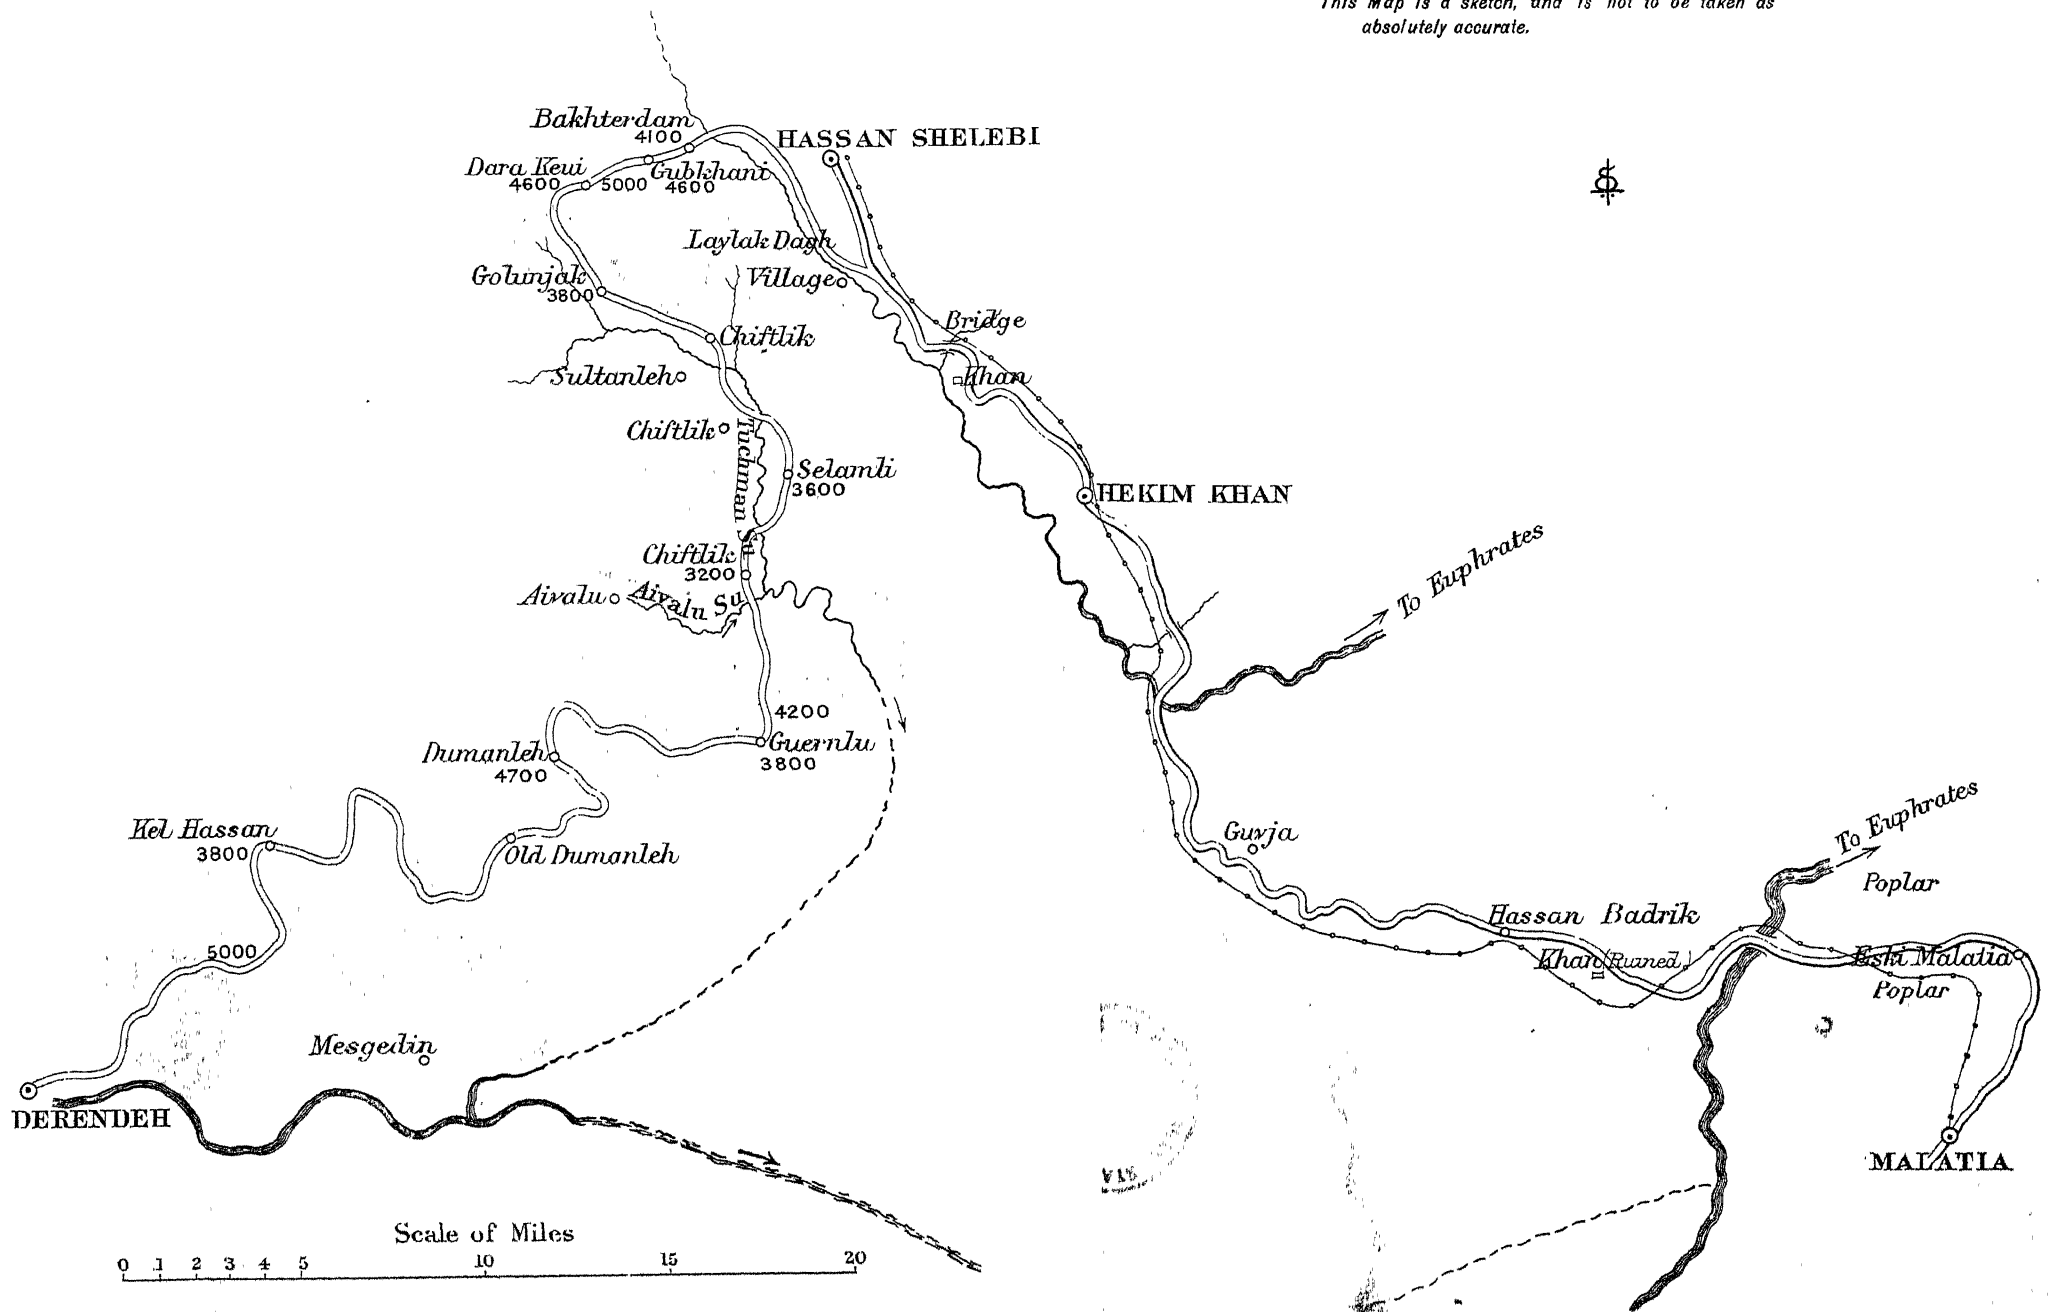 This Map is a sketch, and is not to be taken as
absolutely accurate.
Bakhterdam
4100
HASSAN SHELEBI
Dara Keui
4600
5000
Gubkhani
4600
Laylak Dagh
Village
Golunjak
3800
Chiftlik
Bridge
Khan
Sultanleh
Chiftlik
Tuchman Su
Selamli
3600
HEKIM KHAN
Chiftlik
3200
Aivalu
Aivalu Su
To Euphrates
4200
Guernlu
3800
Dumanleh
4700
Kel Hassan
3800
Old Dumanleh
Guvja
To Euphrates
Poplar
Hassan Badrik
Khan (Ruined)
Eski Malatia
Poplar
5000
Mesgedin
DERENDEH
MALATIA
Scale of Miles
0 1 2 3 4 5 10 15 20